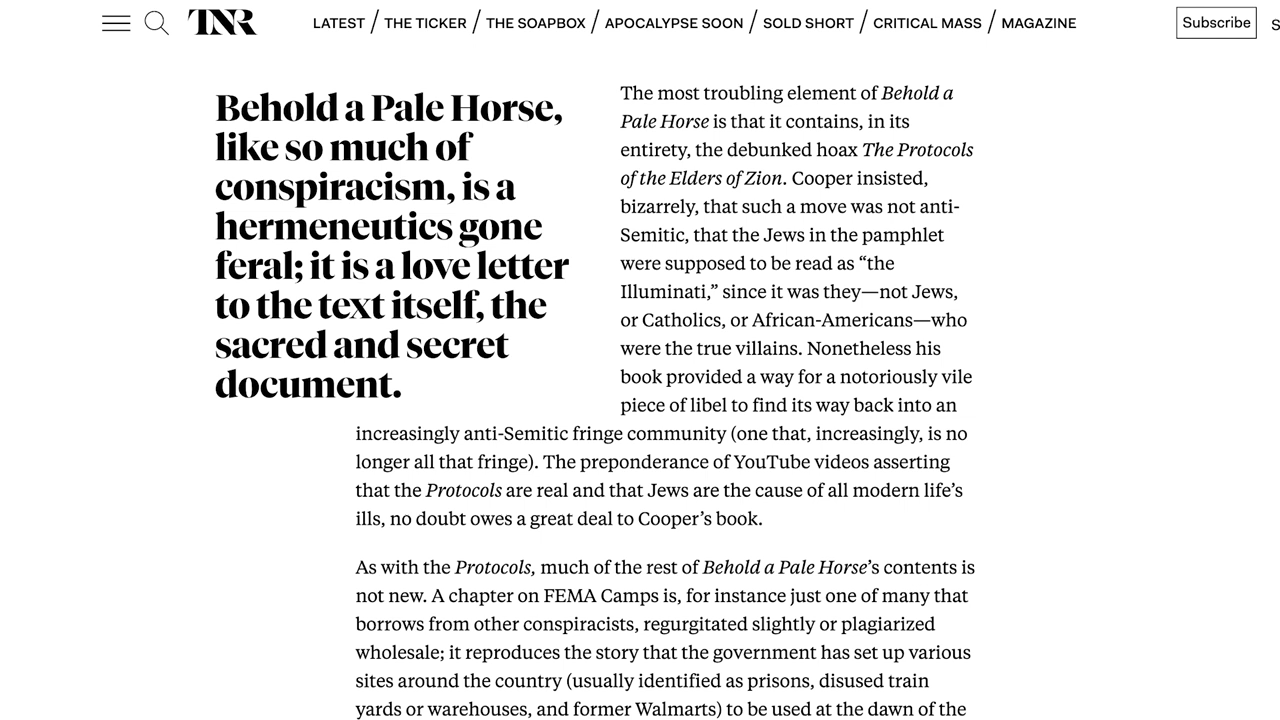 TNR
LATEST / THE TICKER / THE SOAPBOX / APOCALYPSE SOON / SOLD SHORT / CRITICAL MASS / MAGAZINE
Subscribe
S
Behold a Pale Horse,
like so much of
conspiracism, is a
hermeneutics gone
feral; it is a love letter
to the text itself, the
sacred and secret
document.
The most troubling element of Behold a
Pale Horse is that it contains, in its
entirety, the debunked hoax The Protocols
of the Elders of Zion. Cooper insisted,
bizarrely, that such a move was not anti-
Semitic, that the Jews in the pamphlet
were supposed to be read as “the
Illuminati,” since it was they—not Jews,
or Catholics, or African-Americans—who
were the true villains. Nonetheless his
book provided a way for a notoriously vile
piece of libel to find its way back into an
increasingly anti-Semitic fringe community (one that, increasingly, is no
longer all that fringe). The preponderance of YouTube videos asserting
that the Protocols are real and that Jews are the cause of all modern life’s
ills, no doubt owes a great deal to Cooper’s book.
As with the Protocols, much of the rest of Behold a Pale Horse’s contents is
not new. A chapter on FEMA Camps is, for instance just one of many that
borrows from other conspiracists, regurgitated slightly or plagiarized
wholesale; it reproduces the story that the government has set up various
sites around the country (usually identified as prisons, disused train
yards or warehouses, and former Walmarts) to be used at the dawn of the